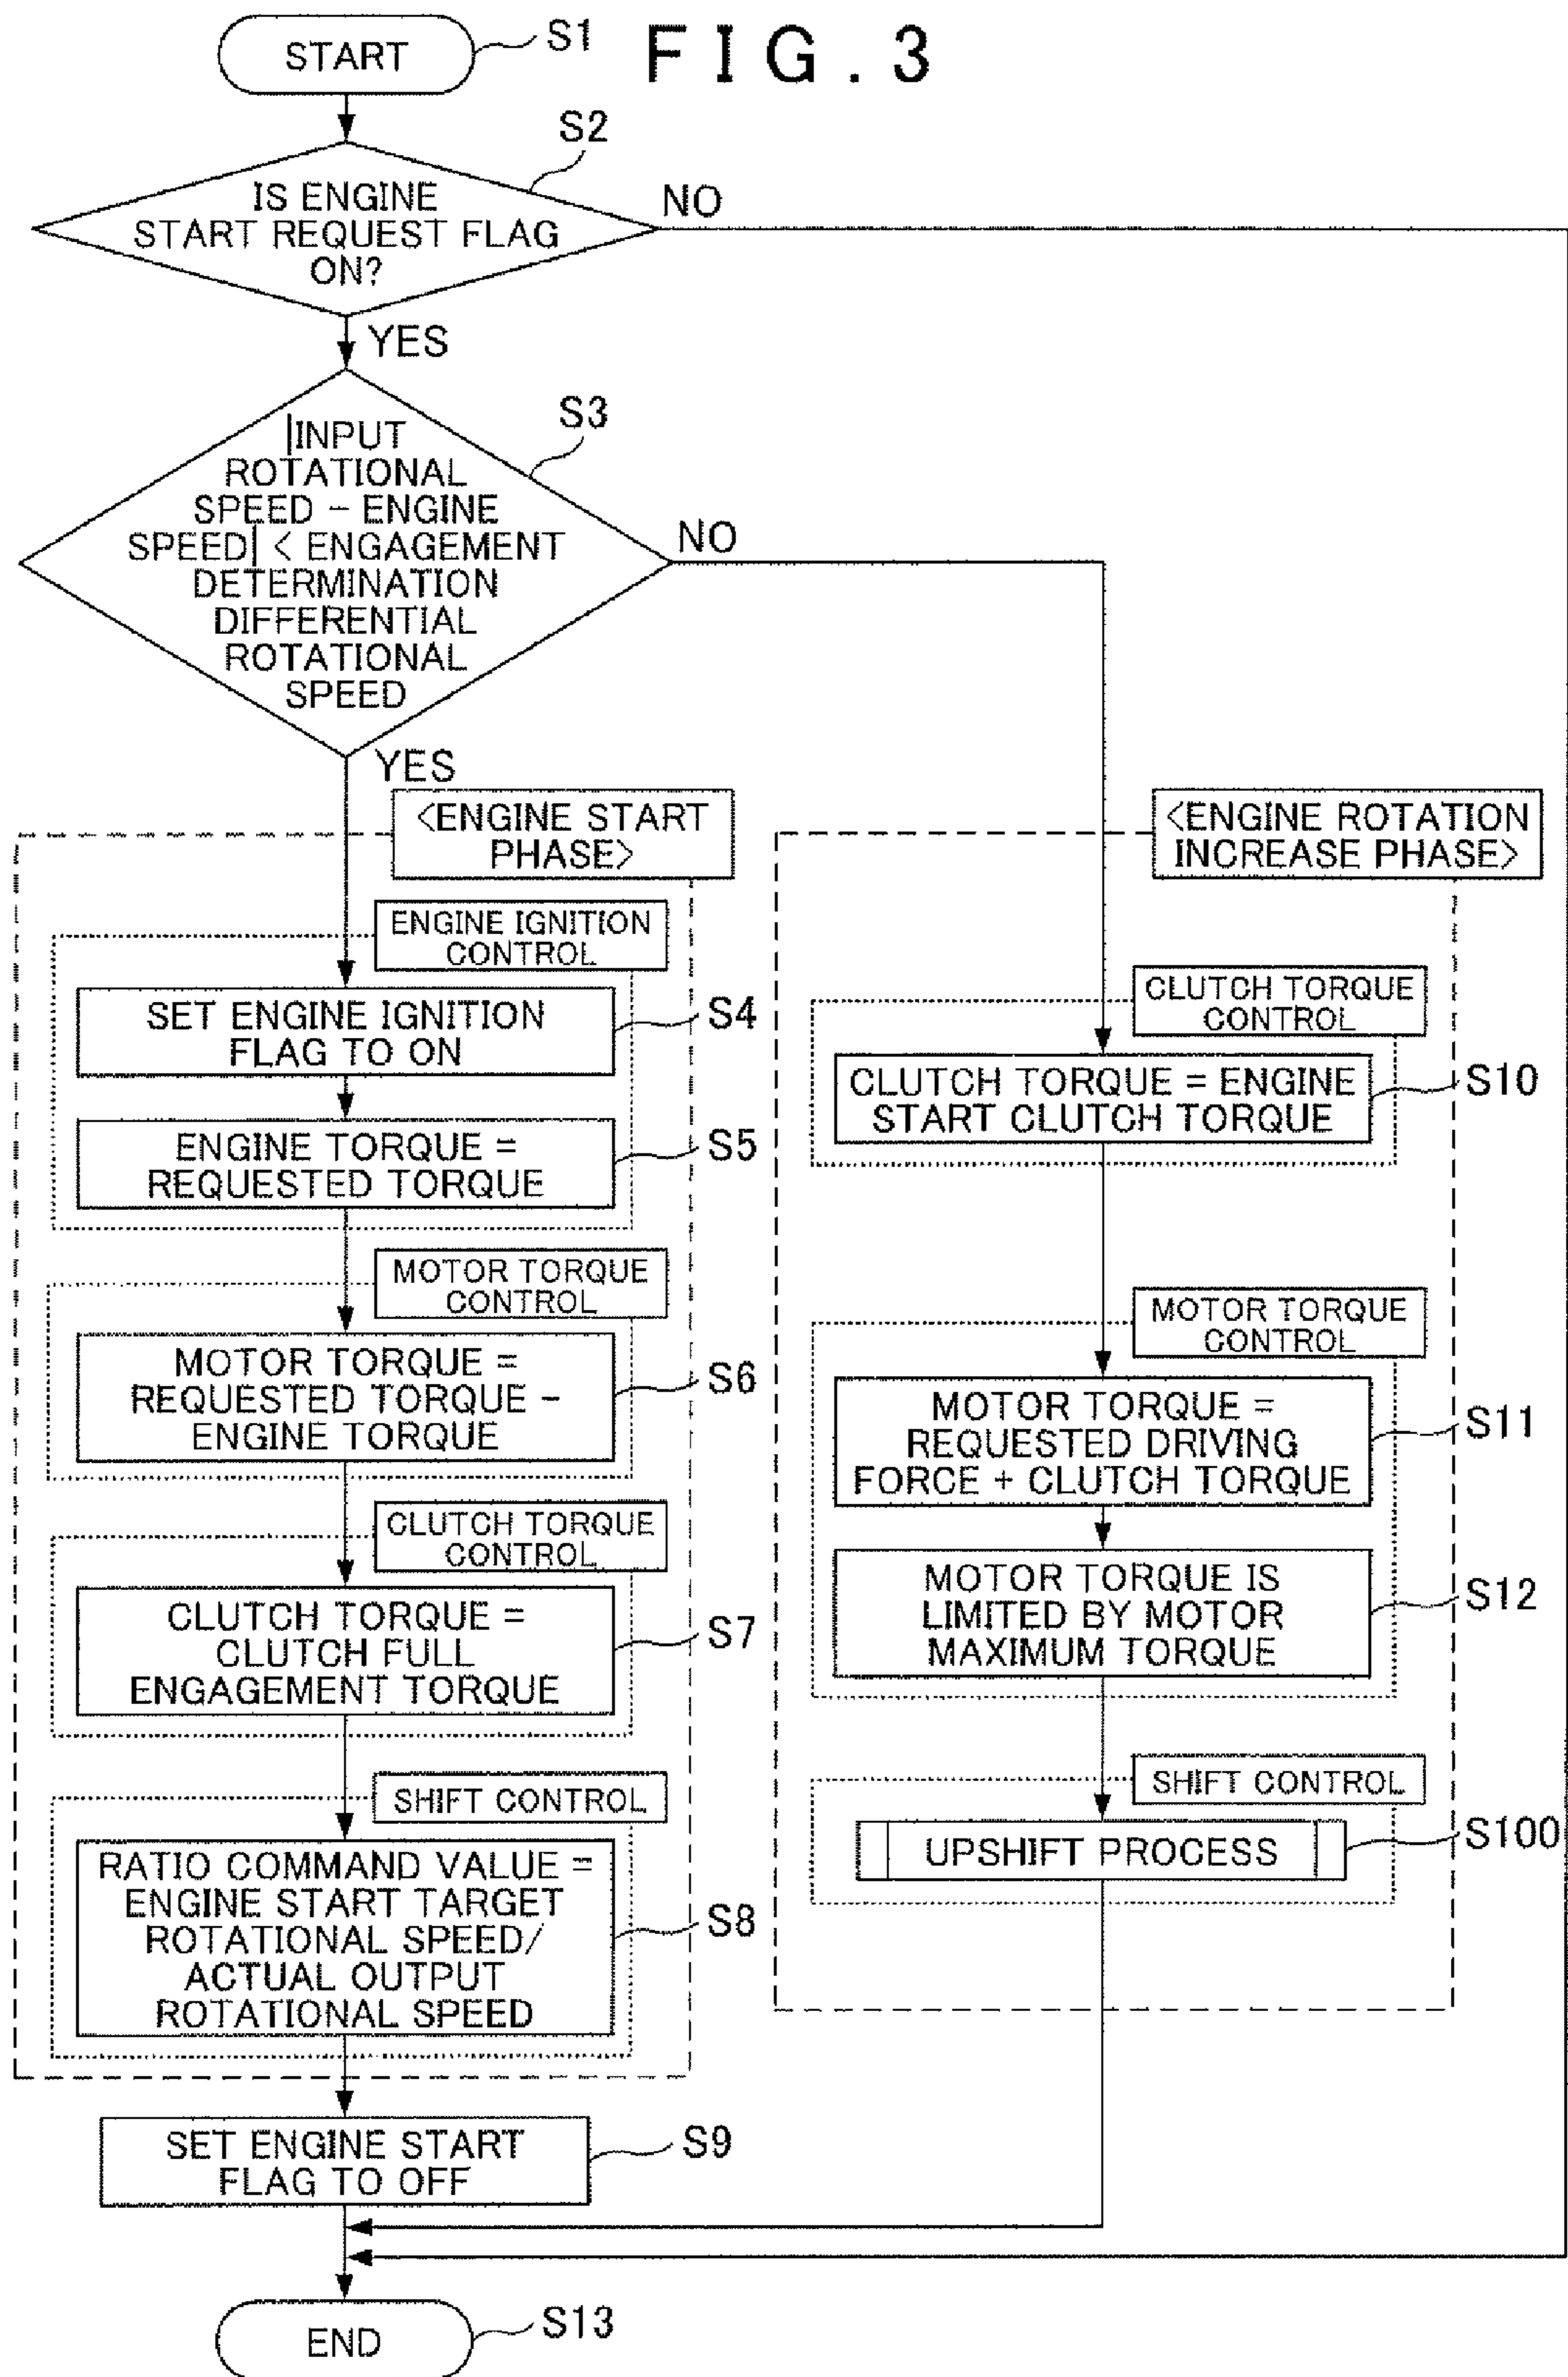 FIG.3
START
S1
IS ENGINE
START REQUEST FLAG
ON?
S2
NO
YES
|INPUT
ROTATIONAL
SPEED - ENGINE
SPEED| < ENGAGEMENT
DETERMINATION
DIFFERENTIAL
ROTATIONAL
SPEED
S3
NO
YES
<ENGINE START
PHASE>
ENGINE IGNITION
CONTROL
SET ENGINE IGNITION
FLAG TO ON
S4
ENGINE TORQUE =
REQUESTED TORQUE
S5
MOTOR TORQUE
CONTROL
MOTOR TORQUE =
REQUESTED TORQUE -
ENGINE TORQUE
S6
CLUTCH TORQUE
CONTROL
CLUTCH TORQUE =
CLUTCH FULL
ENGAGEMENT TORQUE
S7
SHIFT CONTROL
RATIO COMMAND VALUE =
ENGINE START TARGET
ROTATIONAL SPEED/
ACTUAL OUTPUT
ROTATIONAL SPEED
S8
SET ENGINE START
FLAG TO OFF
S9
<ENGINE ROTATION
INCREASE PHASE>
CLUTCH TORQUE
CONTROL
CLUTCH TORQUE = ENGINE
START CLUTCH TORQUE
S10
MOTOR TORQUE
CONTROL
MOTOR TORQUE =
REQUESTED DRIVING
FORCE + CLUTCH TORQUE
S11
MOTOR TORQUE IS
LIMITED BY MOTOR
MAXIMUM TORQUE
S12
SHIFT CONTROL
UPSHIFT PROCESS
S100
END
S13